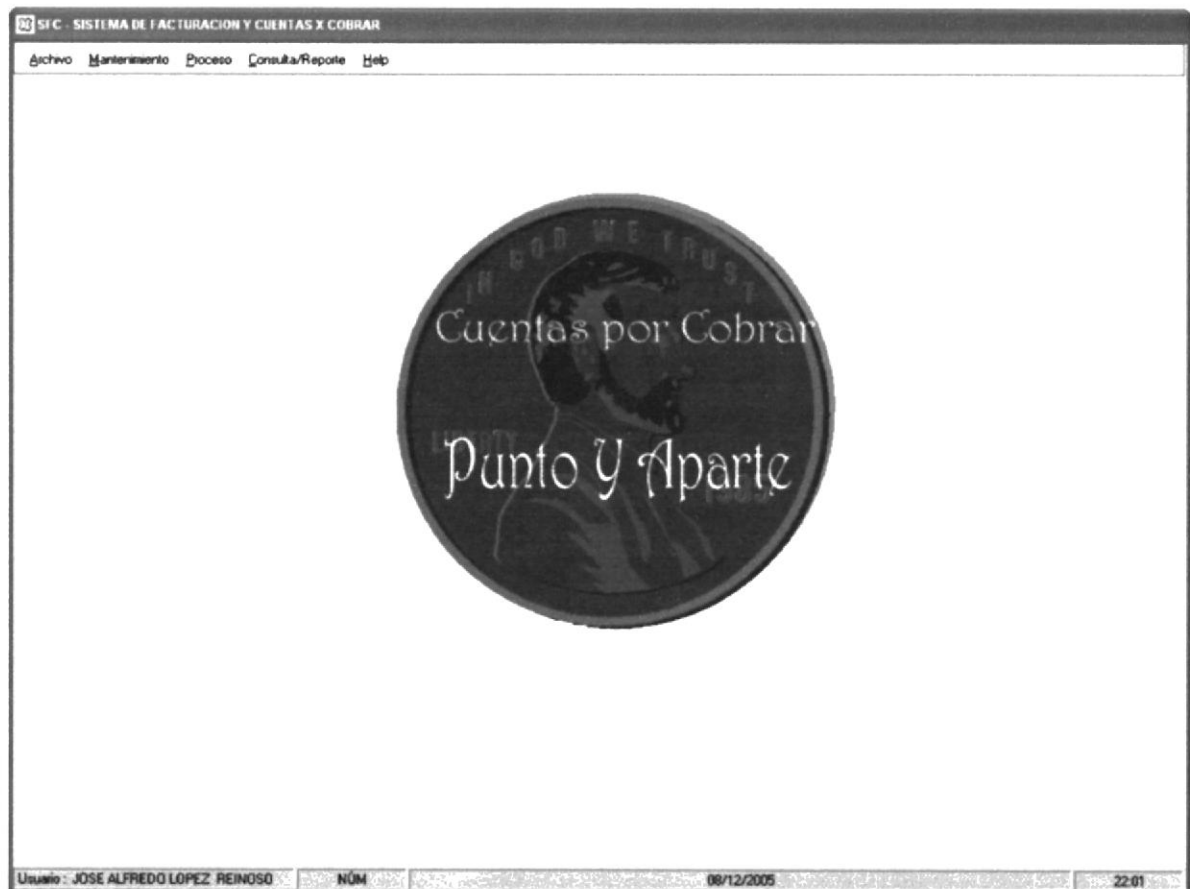 SFC - SISTEMA DE FACTURACION Y CUENTAS X COBRAR
Archivo Mantenimiento Proceso Consulta/Reporte Help
IN GOD WE TRUST
Cuentas por Cobrar
LIBERTY
Punto Y Aparte
Usuario : JOSE ALFREDO LOPEZ REINOSO NÚM 08/12/2005 22:01